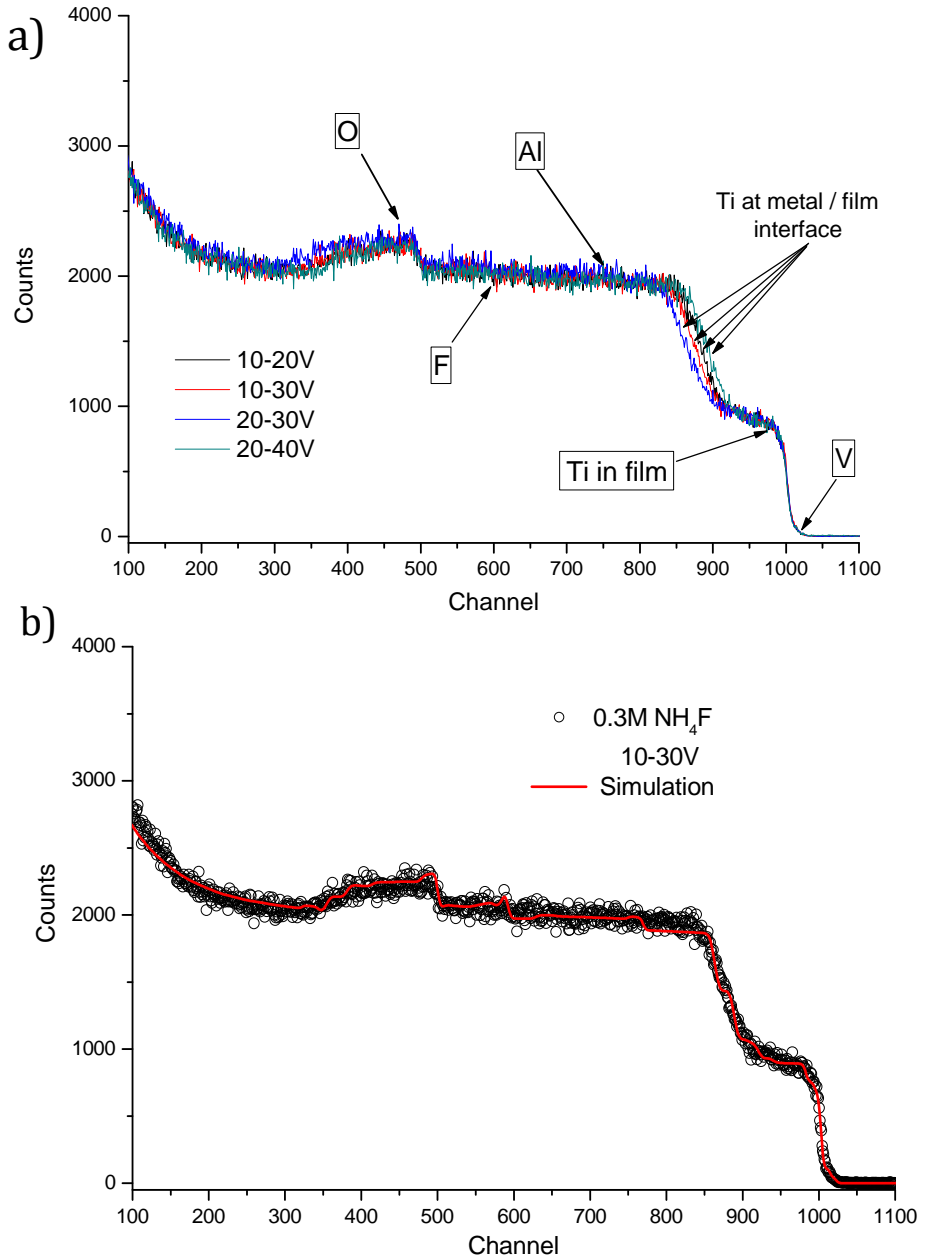 a)
4000
3000
2000
1000
0
Counts
O
Al
Ti at metal / film
interface
F
10-20V
10-30V
20-30V
20-40V
Ti in film
V
100 200 300 400 500 600 700 800 900 1000 1100
Channel
b)
4000
3000
2000
1000
0
Counts
0.3M NH₄F
10-30V
Simulation
100 200 300 400 500 600 700 800 900 1000 1100
Channel